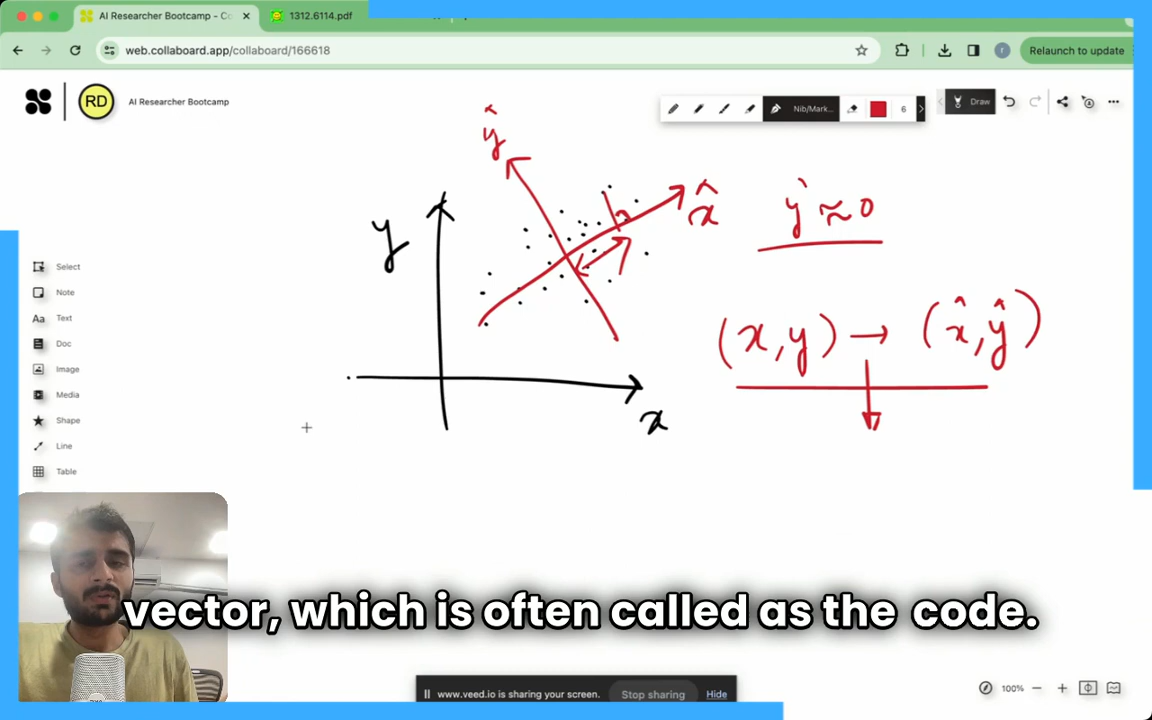 AI Researcher Bootcamp - Co
1312.6114.pdf
web.collaboard.app/collaboard/166618
Relaunch to update
RD
AI Researcher Bootcamp
Nib/Mark...
6
Draw
ŷ
y
x̂
ŷ ≈ 0
(x, y) → (x̂, ŷ)
x
Select
Note
Text
Doc
Image
Media
Shape
Line
Table
vector, which is often called as the code.
www.veed.io is sharing your screen.
Stop sharing
Hide
100%